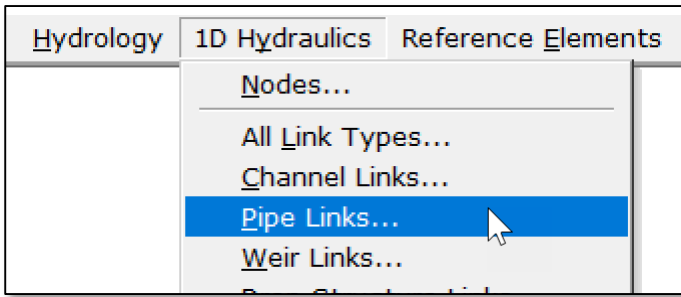 Hydrology 1D Hydraulics Reference Elements
Nodes...
All Link Types...
Channel Links...
Pipe Links...
Weir Links...